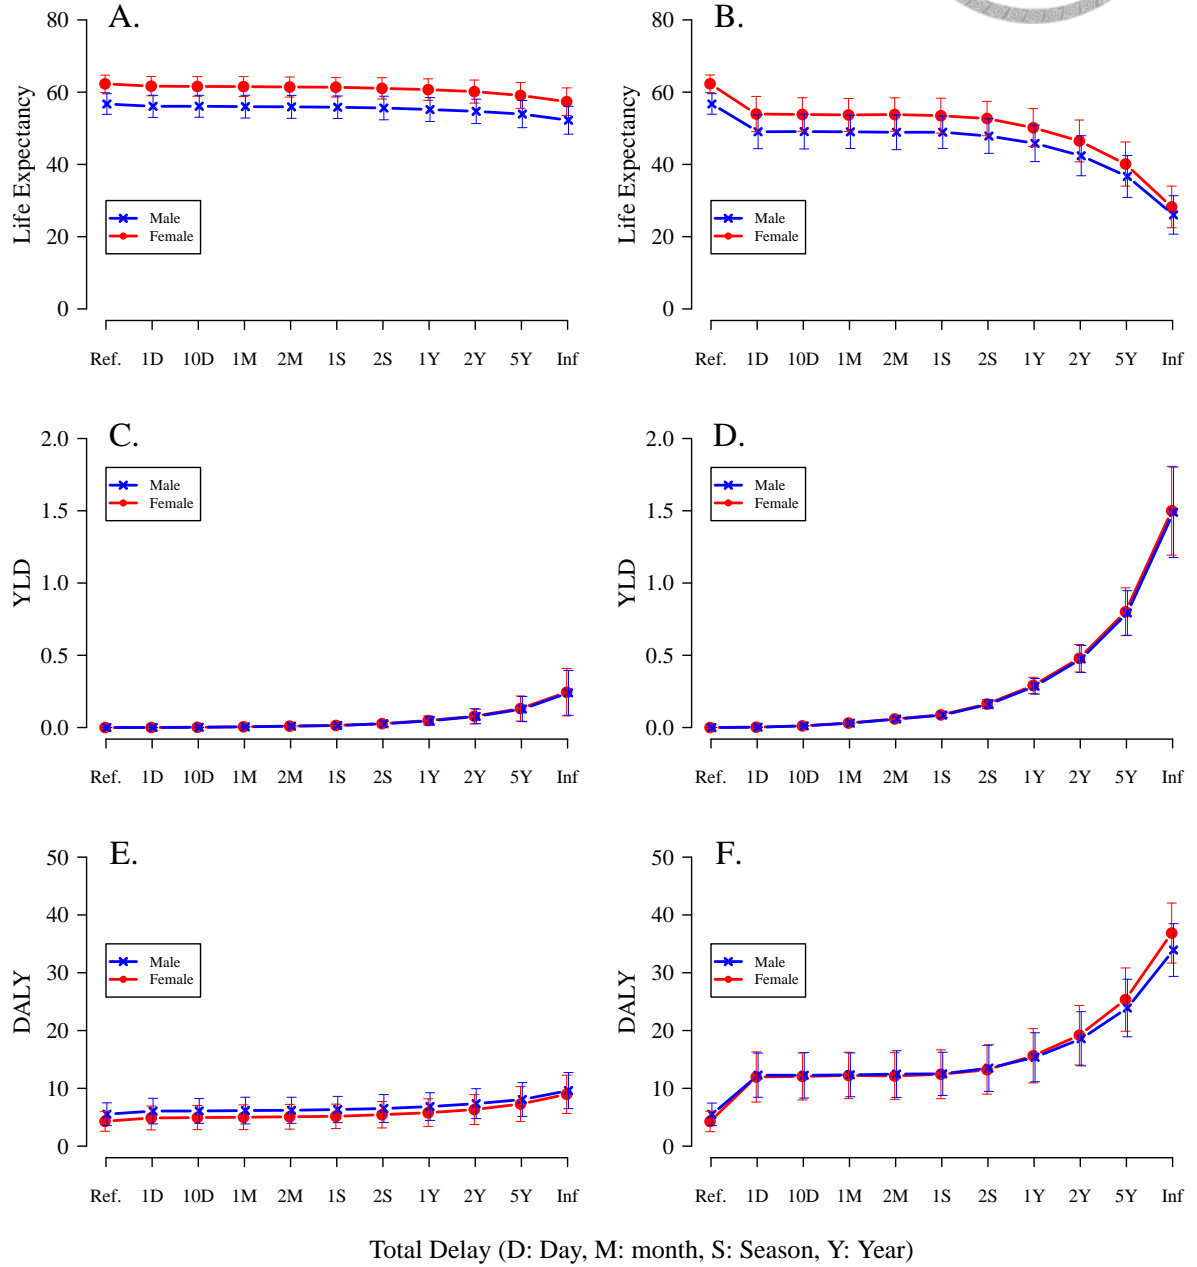 A.
80
60
40
20
0
Life Expectancy
Male
Female
Ref. 1D 10D 1M 2M 1S 2S 1Y 2Y 5Y Inf
B.
80
60
40
20
0
Life Expectancy
Male
Female
Ref. 1D 10D 1M 2M 1S 2S 1Y 2Y 5Y Inf
C.
2.0
1.5
1.0
0.5
0.0
YLD
Male
Female
Ref. 1D 10D 1M 2M 1S 2S 1Y 2Y 5Y Inf
D.
2.0
1.5
1.0
0.5
0.0
YLD
Male
Female
Ref. 1D 10D 1M 2M 1S 2S 1Y 2Y 5Y Inf
E.
50
40
30
20
10
0
DALY
Male
Female
Ref. 1D 10D 1M 2M 1S 2S 1Y 2Y 5Y Inf
F.
50
40
30
20
10
0
DALY
Male
Female
Ref. 1D 10D 1M 2M 1S 2S 1Y 2Y 5Y Inf
Total Delay (D: Day, M: month, S: Season, Y: Year)